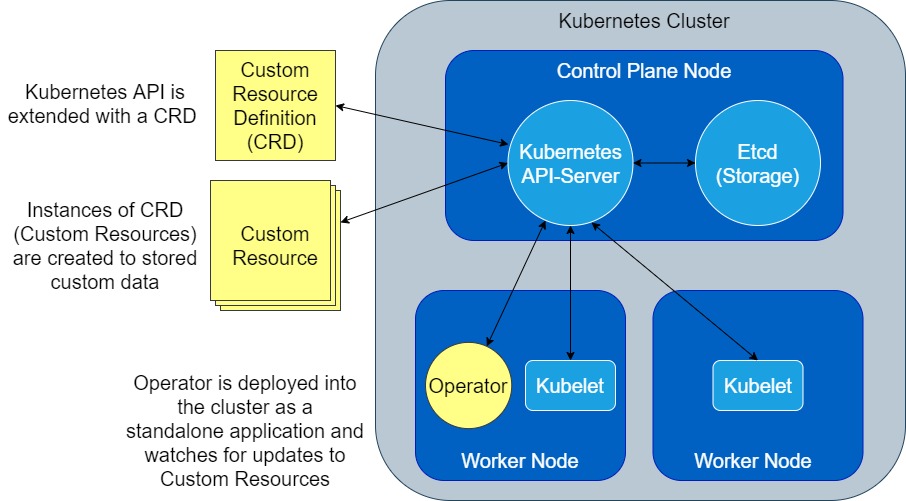 Kubernetes Cluster
Control Plane Node
Kubernetes API is
extended with a CRD
Custom
Resource
Definition
(CRD)
Kubernetes
API-Server
Etcd
(Storage)
Instances of CRD
(Custom Resources)
are created to stored
custom data
Custom
Resource
Operator is deployed into
the cluster as a
standalone application and
watches for updates to
Custom Resources
Operator
Kubelet
Worker Node
Kubelet
Worker Node